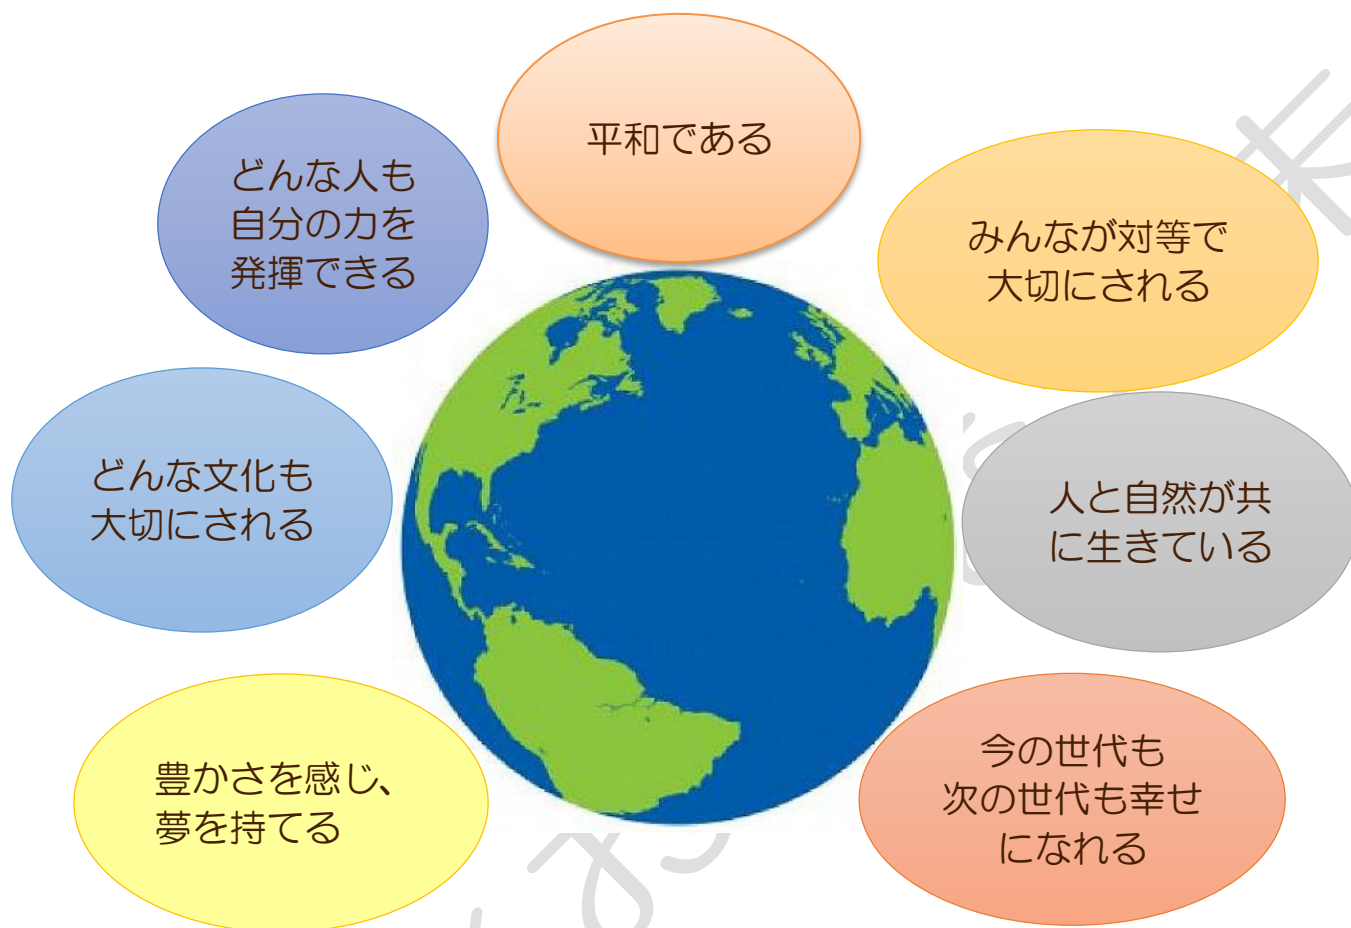 平和である
どんな人も
自分の力を
発揮できる
みんなが対等で
大切にされる
どんな文化も
大切にされる
人と自然が共
に生きている
豊かさを感じ、
夢を持てる
今の世代も
次の世代も幸せ
になれる